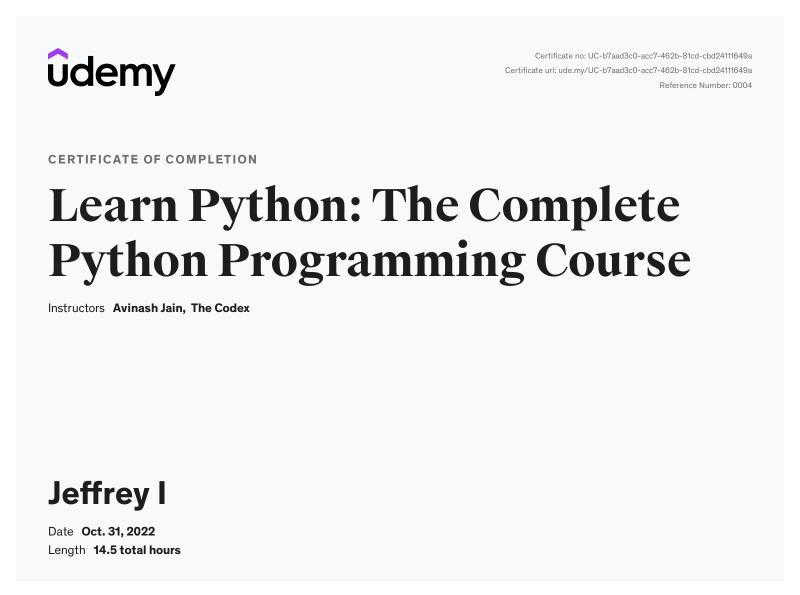 udemy
Certificate no: UC-b7aad3c0-acc7-462b-81cd-cbd24111649a
Certificate url: ude.my/UC-b7aad3c0-acc7-462b-81cd-cbd24111649a
Reference Number: 0004
CERTIFICATE OF COMPLETION
Learn Python: The Complete
Python Programming Course
Instructors Avinash Jain, The Codex
Jeffrey I
Date Oct. 31, 2022
Length 14.5 total hours